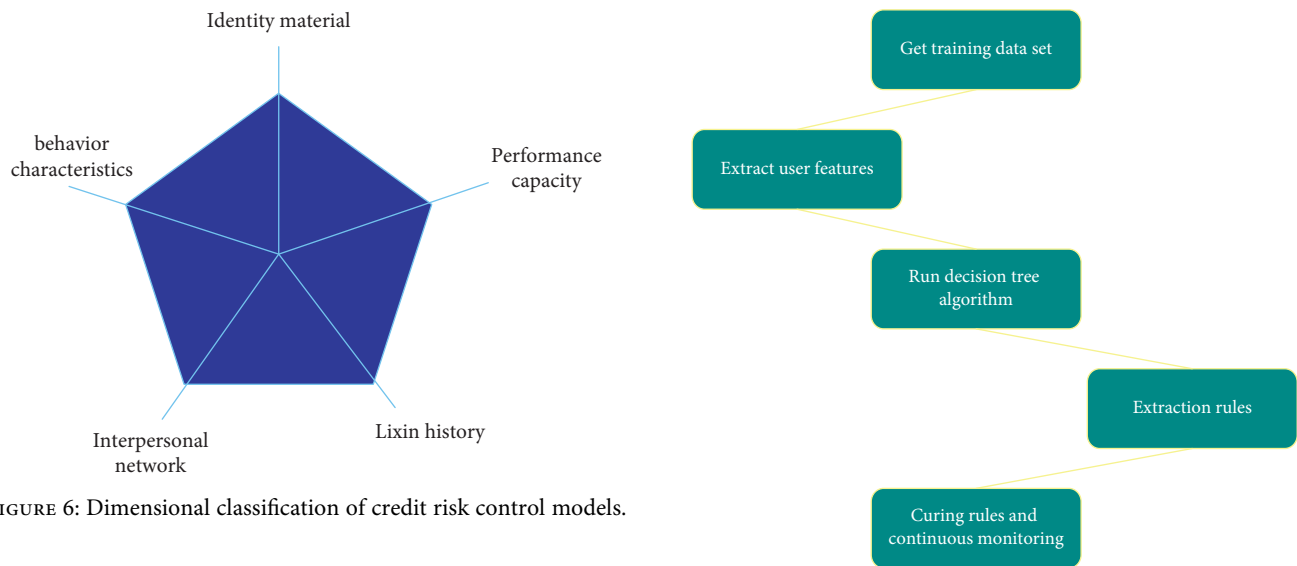 Identity material
behavior
characteristics
Performance
capacity
Interpersonal
network
Lixin history
IGURE 6: Dimensional classification of credit risk control models.
Get training data set
Extract user features
Run decision tree
algorithm
Extraction rules
Curing rules and
continuous monitoring